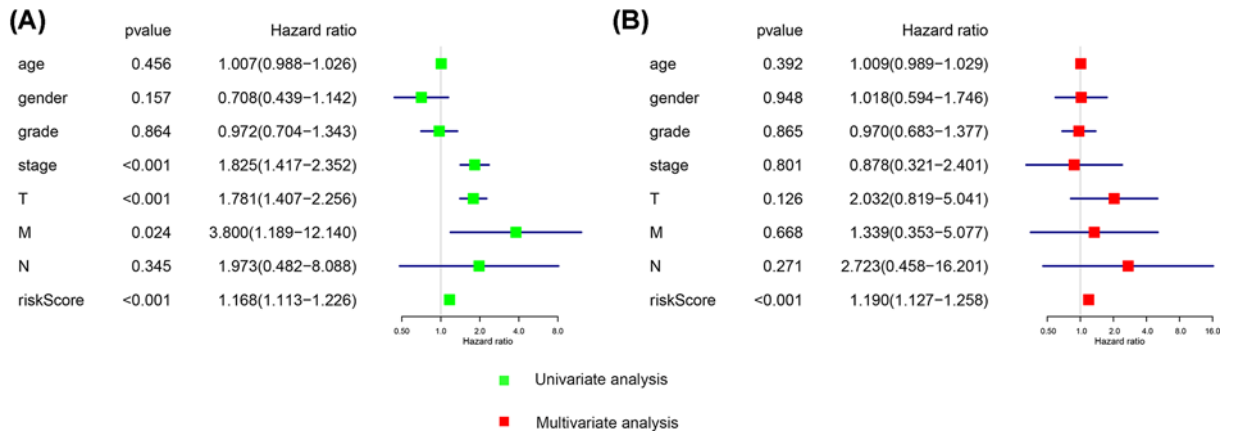 (A)
pvalue Hazard ratio
age 0.456 1.007(0.988−1.026)
gender 0.157 0.708(0.439−1.142)
grade 0.864 0.972(0.704−1.343)
stage <0.001 1.825(1.417−2.352)
T <0.001 1.781(1.407−2.256)
M 0.024 3.800(1.189−12.140)
N 0.345 1.973(0.482−8.088)
riskScore <0.001 1.168(1.113−1.226)
0.50 1.0 2.0 4.0 8.0
Hazard ratio
(B)
pvalue Hazard ratio
age 0.392 1.009(0.989−1.029)
gender 0.948 1.018(0.594−1.746)
grade 0.865 0.970(0.683−1.377)
stage 0.801 0.878(0.321−2.401)
T 0.126 2.032(0.819−5.041)
M 0.668 1.339(0.353−5.077)
N 0.271 2.723(0.458−16.201)
riskScore <0.001 1.190(1.127−1.258)
0.50 1.0 2.0 4.0 8.0 16.0
Hazard ratio
Univariate analysis
Multivariate analysis